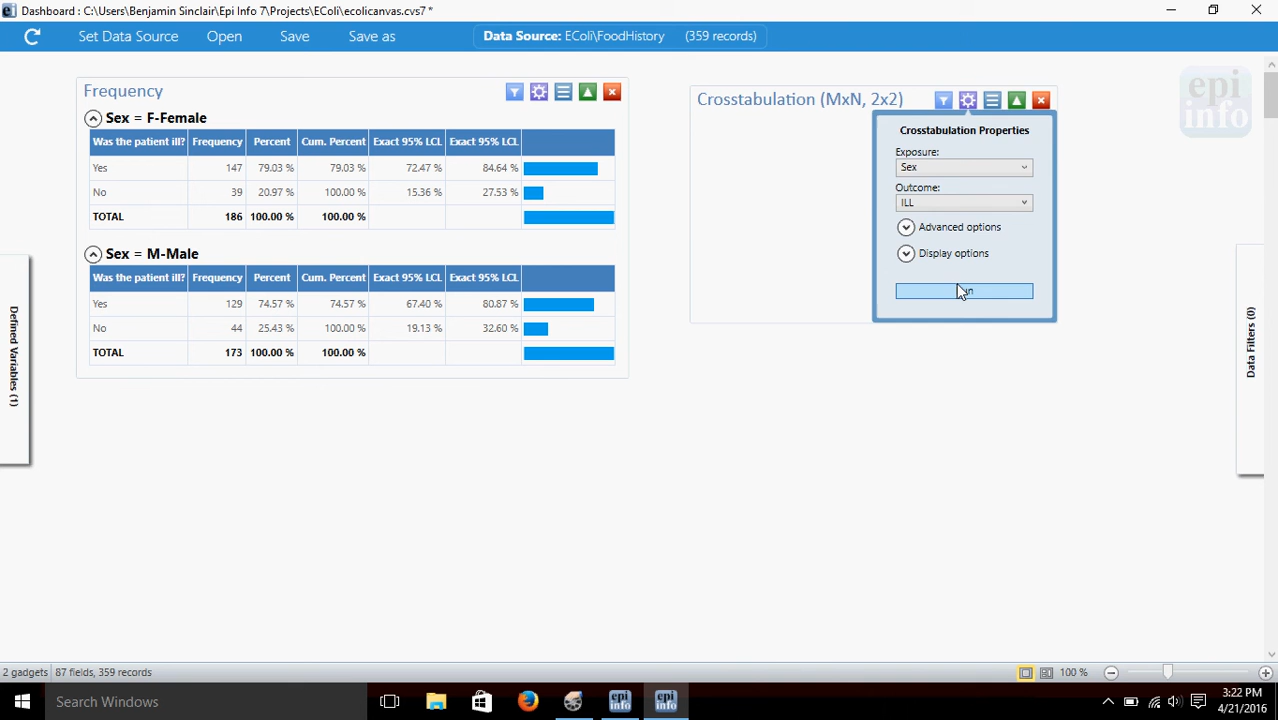 Dashboard : C:\Users\Benjamin Sinclair\Epi Info 7\Projects\EColi\ecolicanvas.cvs7 *
Set Data Source Open Save Save as Data Source: EColi\FoodHistory (359 records)
epi
info
Frequency
Sex = F-Female
Was the patient ill? Frequency Percent Cum. Percent Exact 95% LCL Exact 95% LCL
Yes 147 79.03 % 79.03 % 72.47 % 84.64 %
No 39 20.97 % 100.00 % 15.36 % 27.53 %
TOTAL 186 100.00 % 100.00 %
Sex = M-Male
Was the patient ill? Frequency Percent Cum. Percent Exact 95% LCL Exact 95% LCL
Yes 129 74.57 % 74.57 % 67.40 % 80.87 %
No 44 25.43 % 100.00 % 19.13 % 32.60 %
TOTAL 173 100.00 % 100.00 %
Crosstabulation (MxN, 2x2)
Crosstabulation Properties
Exposure:
Sex
Outcome:
ILL
Advanced options
Display options
Defined Variables (1)
Data Filters (0)
2 gadgets 87 fields, 359 records 100 %
Search Windows
epi
info
epi
info
3:22 PM
4/21/2016